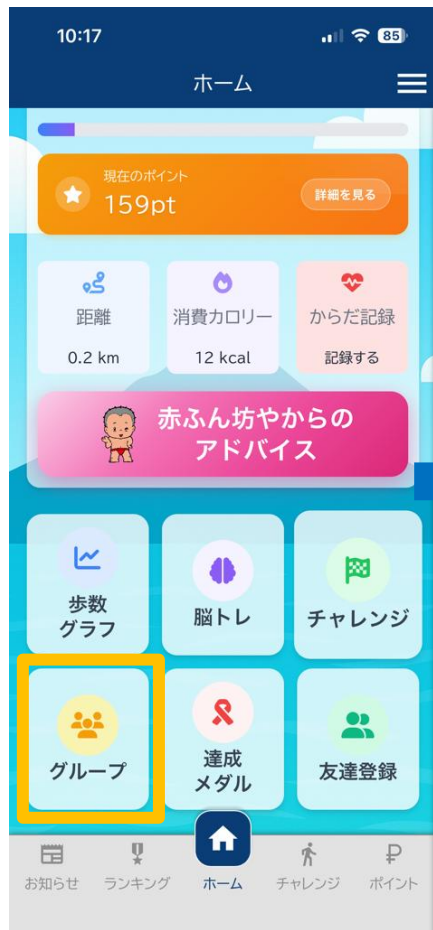 10:17
85
ホーム
現在のポイント
159pt
詳細を見る
距離
消費カロリー
からだ記録
0.2 km
12 kcal
記録する
赤ふん坊やからの
アドバイス
歩数
グラフ
脳トレ
チャレンジ
グループ
達成
メダル
友達登録
お知らせ
ランキング
ホーム
チャレンジ
ポイント